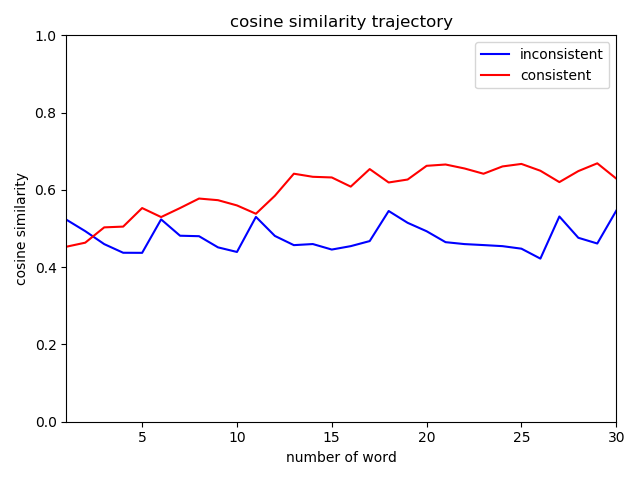 cosine similarity trajectory
inconsistent
consistent
cosine similarity
1.0
0.8
0.6
0.4
0.2
0.0
5 10 15 20 25 30
number of word